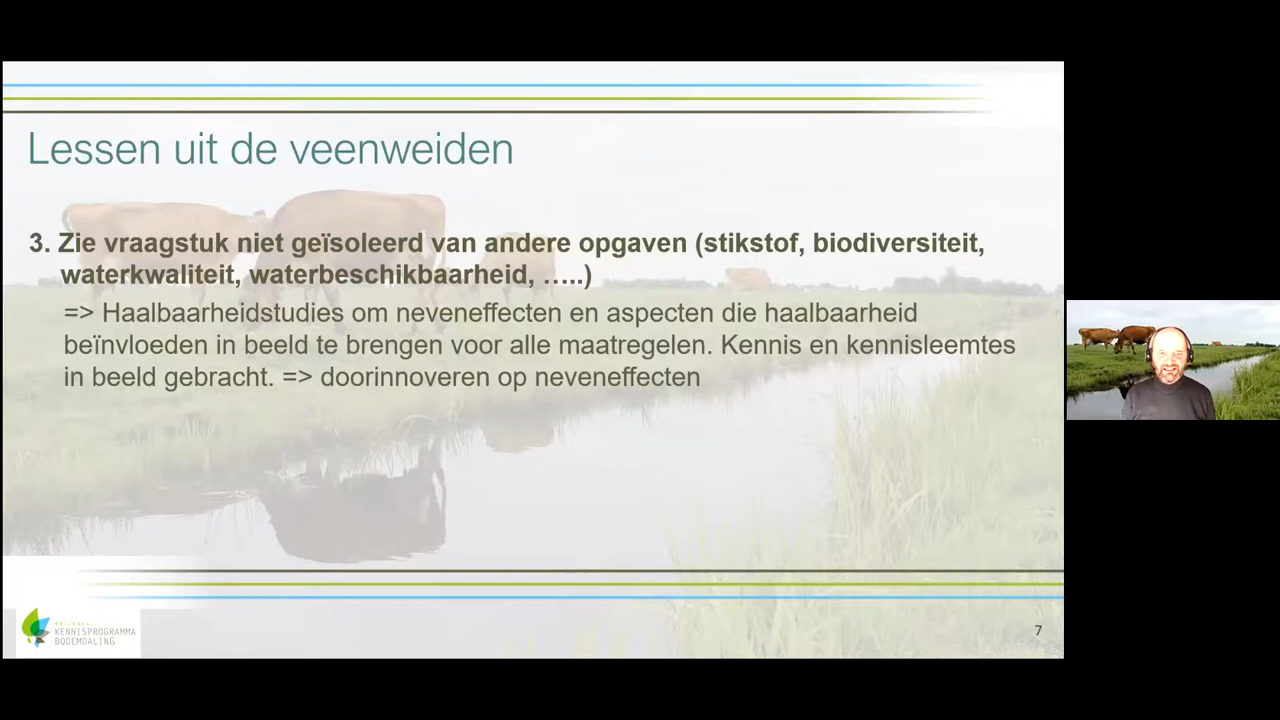 Lessen uit de veenweiden
3. Zie vraagstuk niet geïsoleerd van andere opgaven (stikstof, biodiversiteit,
waterkwaliteit, waterbeschikbaarheid, …..)
=> Haalbaarheidstudies om neveneffecten en aspecten die haalbaarheid
beïnvloeden in beeld te brengen voor alle maatregelen. Kennis en kennisleemtes
in beeld gebracht. => doorinnoveren op neveneffecten
KENNISPROGRAMMA
BODEMDALING
7